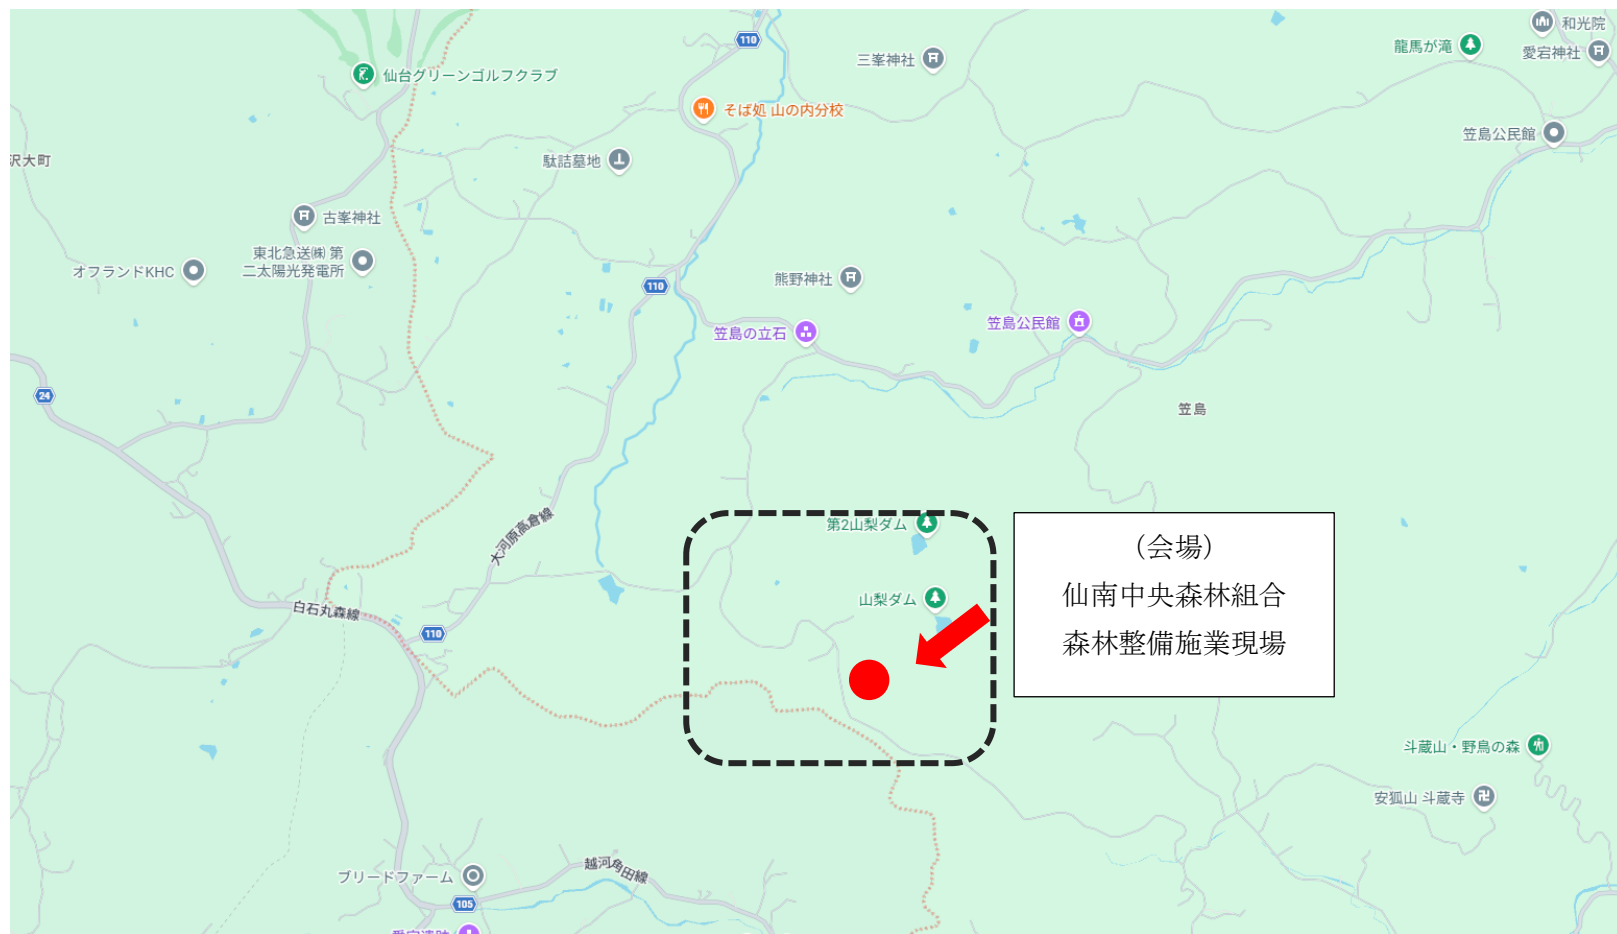 和光院
龍馬が滝
愛宕神社
110
三峯神社
仙台グリーンゴルフクラブ
そば処 山の内分校
笠島公民館
沢大町
駄詰墓地
古峯神社
東北急送㈱ 第
二太陽光発電所
オフランドKHC
熊野神社
110
笠島の立石
笠島公民館
24
笠島
第2山梨ダム
大河原高倉線
(会場)
仙南中央森林組合
森林整備施業現場
山梨ダム
白石丸森線
110
斗蔵山・野鳥の森
安狐山 斗蔵寺
越河角田線
ブリードファーム
105